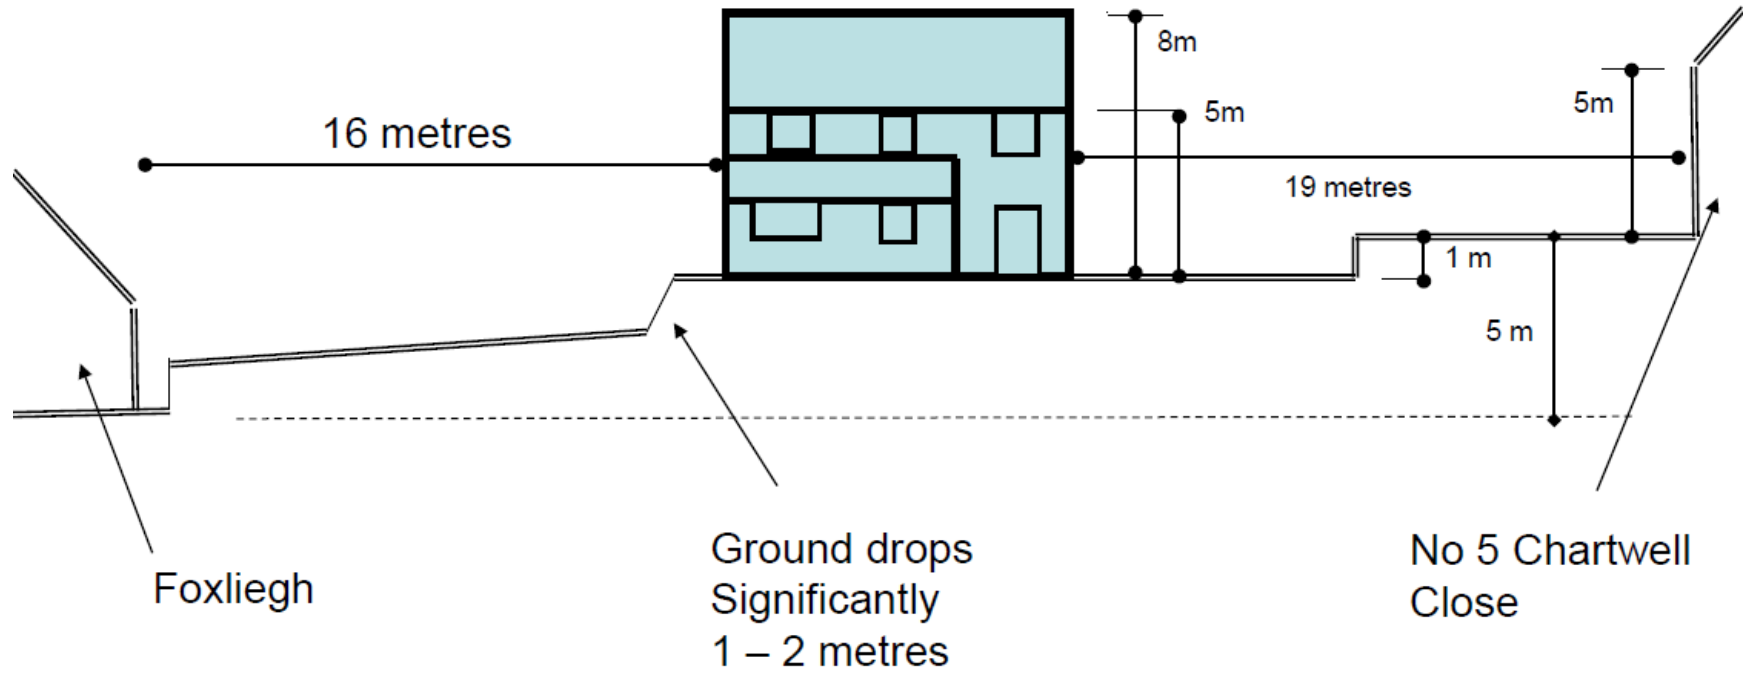 8m
5m
5m
16 metres
19 metres
1 m
5 m
Foxliegh
Ground drops
Significantly
1 – 2 metres
No 5 Chartwell
Close